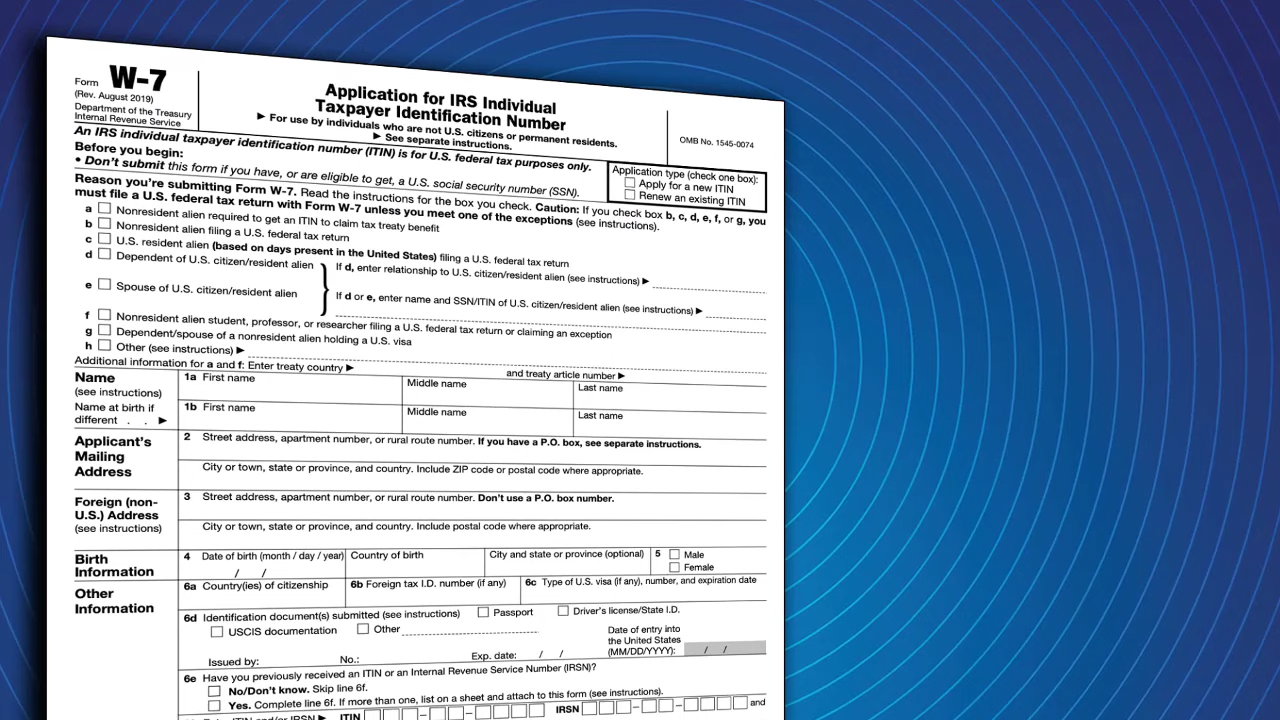 Form W-7
(Rev. August 2019)
Department of the Treasury
Internal Revenue Service
Application for IRS Individual
Taxpayer Identification Number
► For use by individuals who are not U.S. citizens or permanent residents.
► See separate instructions.
OMB No. 1545-0074
An IRS individual taxpayer identification number (ITIN) is for U.S. federal tax purposes only.
Before you begin:
• Don't submit this form if you have, or are eligible to get, a U.S. social security number (SSN).
Application type (check one box):
Apply for a new ITIN
Renew an existing ITIN
Reason you're submitting Form W-7. Read the instructions for the box you check. Caution: If you check box b, c, d, e, f, or g, you
must file a U.S. federal tax return with Form W-7 unless you meet one of the exceptions (see instructions).
a Nonresident alien required to get an ITIN to claim tax treaty benefit
b Nonresident alien filing a U.S. federal tax return
c U.S. resident alien (based on days present in the United States) filing a U.S. federal tax return
d Dependent of U.S. citizen/resident alien
If d, enter relationship to U.S. citizen/resident alien (see instructions) ►
e Spouse of U.S. citizen/resident alien
If d or e, enter name and SSN/ITIN of U.S. citizen/resident alien (see instructions) ►
f Nonresident alien student, professor, or researcher filing a U.S. federal tax return or claiming an exception
g Dependent/spouse of a nonresident alien holding a U.S. visa
h Other (see instructions) ►
Additional information for a and f: Enter treaty country ► and treaty article number ►
Name
(see instructions)
1a First name Middle name Last name
Name at birth if
different . . ►
1b First name Middle name Last name
Applicant's
Mailing
Address
2 Street address, apartment number, or rural route number. If you have a P.O. box, see separate instructions.
City or town, state or province, and country. Include ZIP code or postal code where appropriate.
Foreign (non-
U.S.) Address
(see instructions)
3 Street address, apartment number, or rural route number. Don't use a P.O. box number.
City or town, state or province, and country. Include postal code where appropriate.
Birth
Information
4 Date of birth (month / day / year) Country of birth City and state or province (optional) 5 Male
/ / Female
Other
Information
6a Country(ies) of citizenship 6b Foreign tax I.D. number (if any) 6c Type of U.S. visa (if any), number, and expiration date
6d Identification document(s) submitted (see instructions) Passport Driver's license/State I.D.
USCIS documentation Other
Date of entry into
the United States
(MM/DD/YYYY): / /
Issued by: No.: Exp. date: / /
6e Have you previously received an ITIN or an Internal Revenue Service Number (IRSN)?
No/Don't know. Skip line 6f.
Yes. Complete line 6f. If more than one, list on a sheet and attach to this form (see instructions).
ITIN – – IRSN – – and